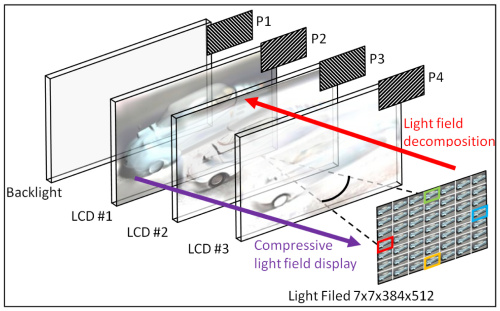 P1
P2
P3
P4
Light field
decomposition
Backlight
LCD #1
LCD #2
LCD #3
Compressive
light field display
Light Filed 7x7x384x512